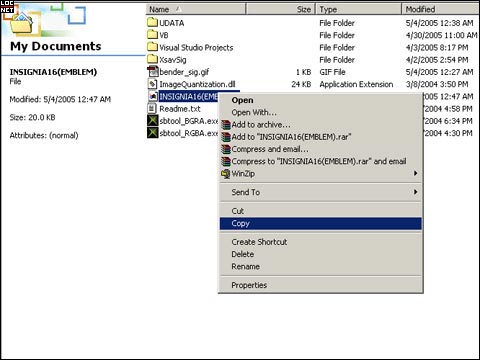 LOC
NET
My Documents
INSIGNIA16(EMBLEM)
File
Modified: 5/4/2005 12:47 AM
Size: 20.0 KB
Attributes: (normal)
Name Size Type Modified
UDATA File Folder 5/4/2005 12:38 AM
VB File Folder 4/30/2005 11:00 AM
Visual Studio Projects File Folder 4/3/2005 8:17 PM
XsavSig File Folder 4/2/2005 3:54 PM
bender_sig.gif 1 KB GIF File 5/4/2005 12:27 AM
ImageQuantization.dll 24 KB Application Extension 3/8/2004 6:34 PM
INSIGNIA16(EMB 2005 12:47 AM
Readme.txt 2004 6:34 PM
sbtool_BGRA.exe 2004 4:30 PM
sbtool_RGBA.exe 2004 4:30 PM
Open
Open With...
Add to archive...
Add to "INSIGNIA16(EMBLEM).rar"
Compress and email...
Compress to "INSIGNIA16(EMBLEM).rar" and email
WinZip
Send To
Cut
Copy
Create Shortcut
Delete
Rename
Properties